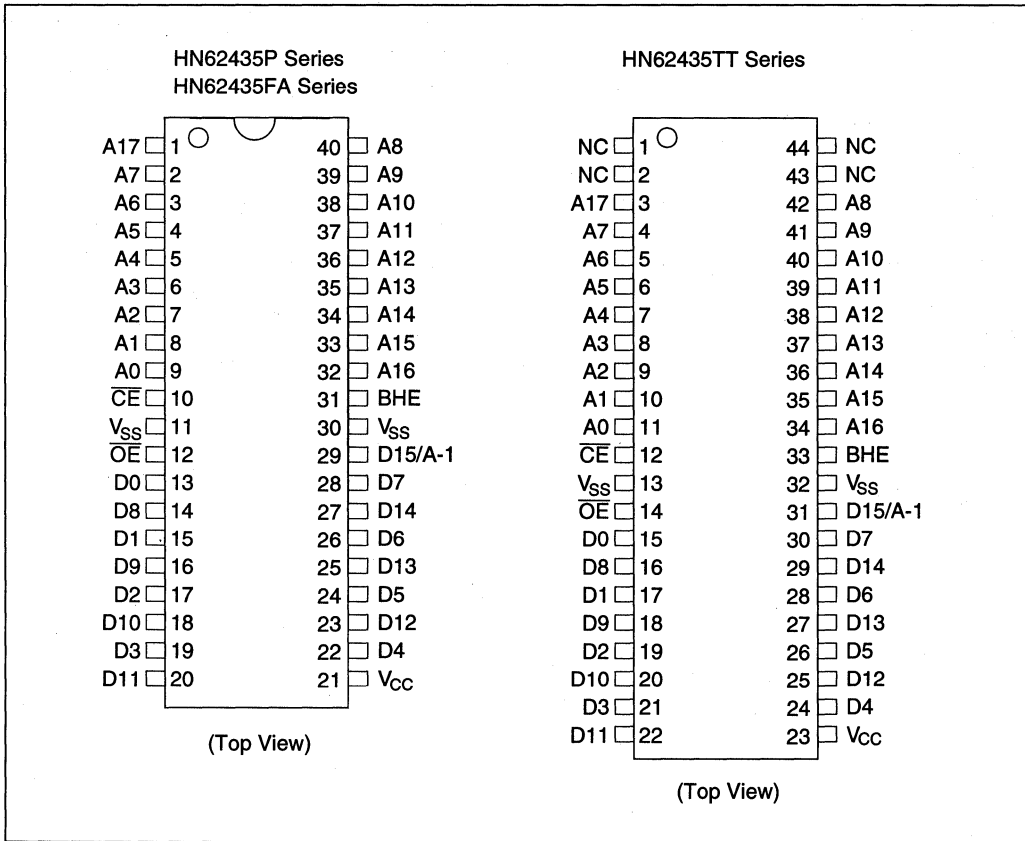 HN62435P Series
HN62435FA Series
A17 1 40 A8
A7 2 39 A9
A6 3 38 A10
A5 4 37 A11
A4 5 36 A12
A3 6 35 A13
A2 7 34 A14
A1 8 33 A15
A0 9 32 A16
C̅E̅ 10 31 BHE
VSS 11 30 VSS
O̅E̅ 12 29 D15/A-1
D0 13 28 D7
D8 14 27 D14
D1 15 26 D6
D9 16 25 D13
D2 17 24 D5
D10 18 23 D12
D3 19 22 D4
D11 20 21 VCC
(Top View)
HN62435TT Series
NC 1 44 NC
NC 2 43 NC
A17 3 42 A8
A7 4 41 A9
A6 5 40 A10
A5 6 39 A11
A4 7 38 A12
A3 8 37 A13
A2 9 36 A14
A1 10 35 A15
A0 11 34 A16
C̅E̅ 12 33 BHE
VSS 13 32 VSS
O̅E̅ 14 31 D15/A-1
D0 15 30 D7
D8 16 29 D14
D1 17 28 D6
D9 18 27 D13
D2 19 26 D5
D10 20 25 D12
D3 21 24 D4
D11 22 23 VCC
(Top View)